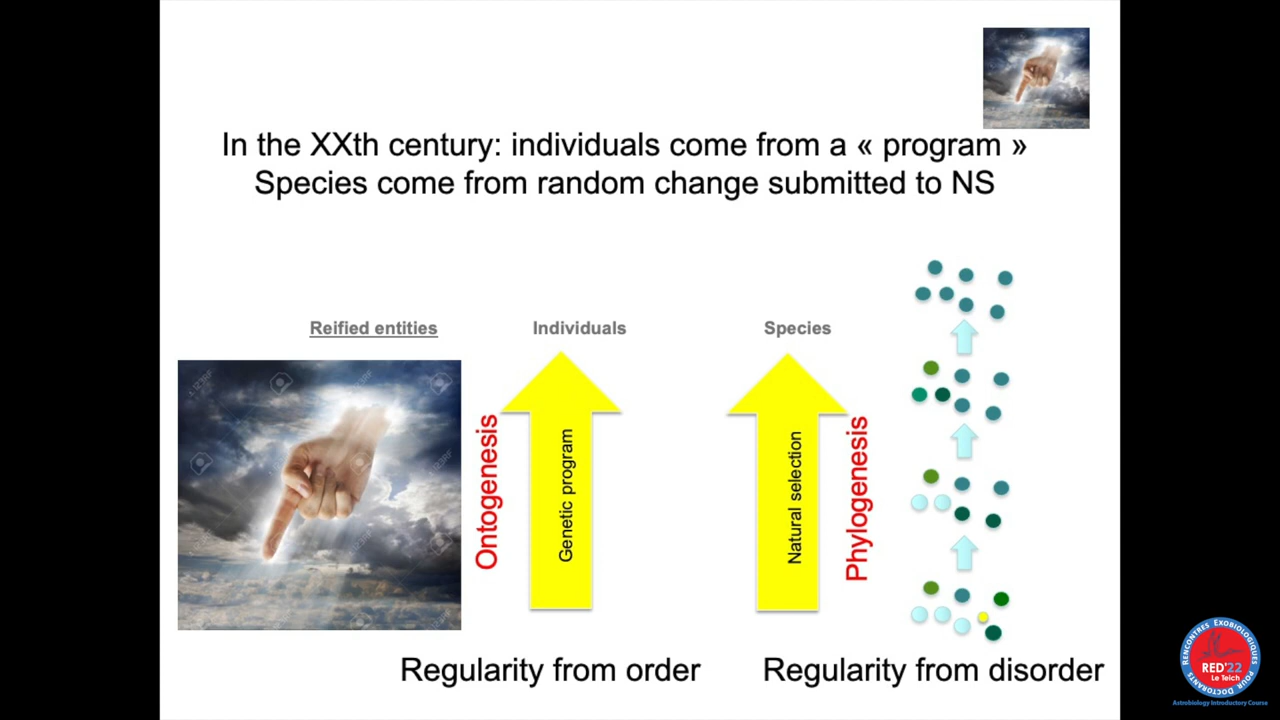 In the XXth century: individuals come from a « program »
Species come from random change submitted to NS
Reified entities
Individuals
Species
Ontogenesis
Genetic program
Natural selection
Phylogenesis
Regularity from order
Regularity from disorder
RENCONTRES EXOBIOLOGIQUES
POUR DOCTORANTS
RED'22
Le Teich
Astrobiology Introductory Course
123RF